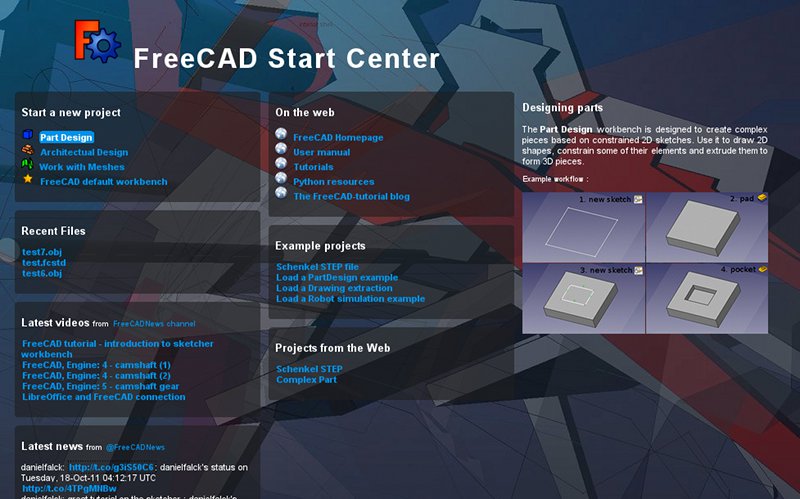 FreeCAD Start Center
Start a new project
Part Design
Architectual Design
Work with Meshes
FreeCAD default workbench
Recent Files
test7.obj
test.fcstd
test6.obj
Latest videos from FreeCADNews channel
FreeCAD tutorial - introduction to sketcher
workbench
FreeCAD, Engine: 4 - camshaft (1)
FreeCAD, Engine: 4 - camshaft (2)
FreeCAD, Engine: 5 - camshaft gear
LibreOffice and FreeCAD connection
Latest news from @FreeCADNews
danielfalck: http://t.co/g3iS50C6: danielfalck's status on
Tuesday, 18-Oct-11 04:12:17 UTC
http://t.co/4TPgMNBw
danielfalck: great tutorial on the sketcher : danielfalck's
On the web
FreeCAD Homepage
User manual
Tutorials
Python resources
The FreeCAD-tutorial blog
Example projects
Schenkel STEP file
Load a PartDesign example
Load a Drawing extraction
Load a Robot simulation example
Projects from the Web
Schenkel STEP
Complex Part
Designing parts
The Part Design workbench is designed to create complex
pieces based on constrained 2D sketches. Use it to draw 2D
shapes, constrain some of their elements and extrude them to
form 3D pieces.
Example workflow :
1. new sketch
2. pad
3. new sketch
4. pocket